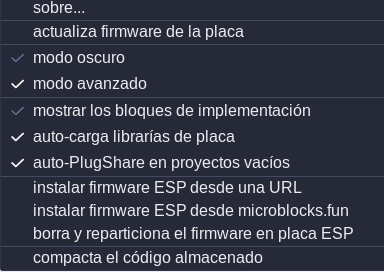 sobre...
actualiza firmware de la placa
modo oscuro
modo avanzado
mostrar los bloques de implementación
auto-carga librarías de placa
auto-PlugShare en proyectos vacíos
instalar firmware ESP desde una URL
instalar firmware ESP desde microblocks.fun
borra y reparticiona el firmware en placa ESP
compacta el código almacenado